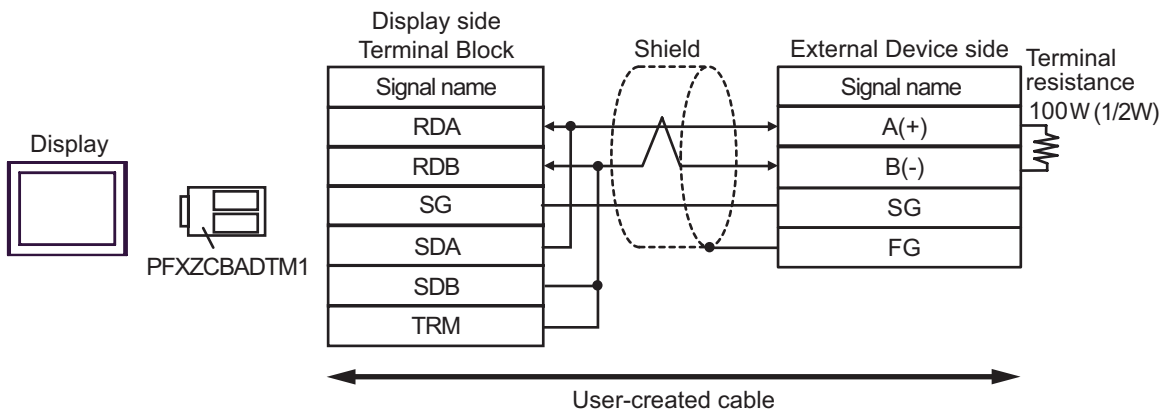 Display side
Terminal Block
Shield
External Device side
Terminal
resistance
100W (1/2W)
Signal name
Signal name
RDA
A(+)
Display
RDB
B(-)
SG
SG
SDA
FG
PFXZCBADTM1
SDB
TRM
User-created cable